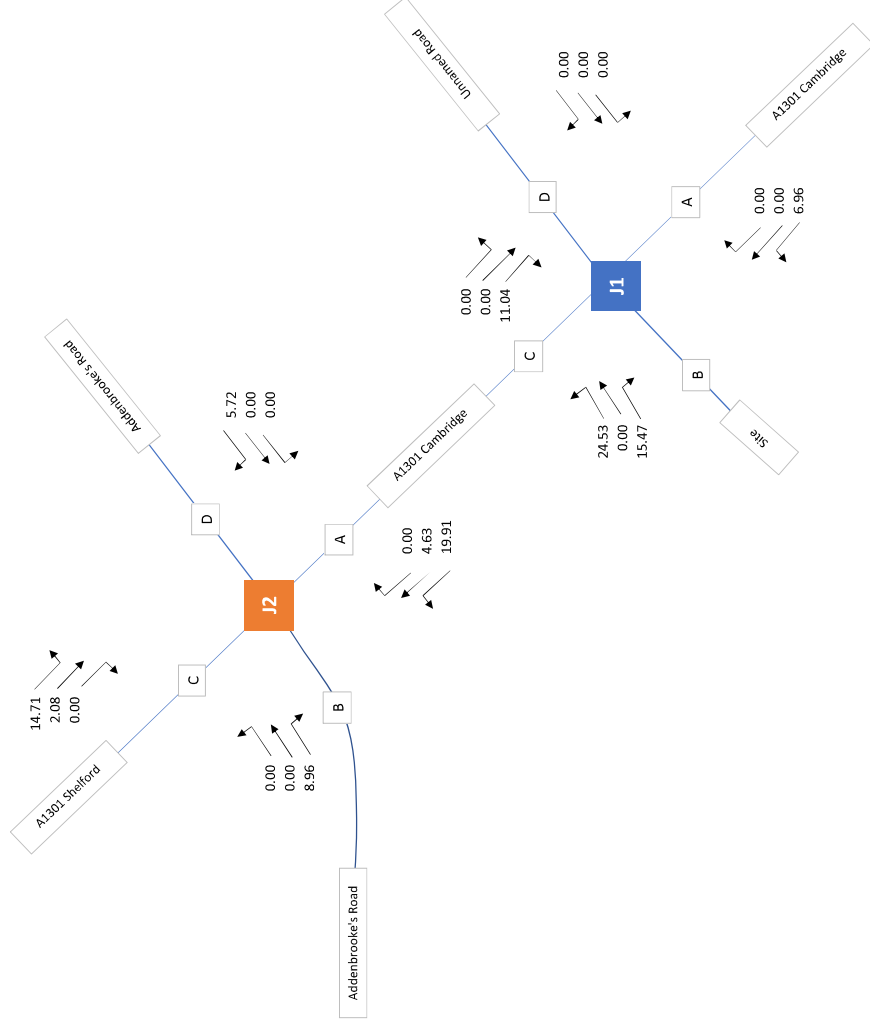 A1301 Shelford
C
14.71
2.08
0.00
Addenbrooke's Road
D
5.72
0.00
0.00
J2
A
0.00
4.63
19.91
B
0.00
0.00
8.96
Addenbrooke's Road
A1301 Cambridge
C
0.00
0.00
11.04
Unnamed Road
D
0.00
0.00
0.00
J1
A
0.00
0.00
6.96
A1301 Cambridge
B
24.53
0.00
15.47
Site